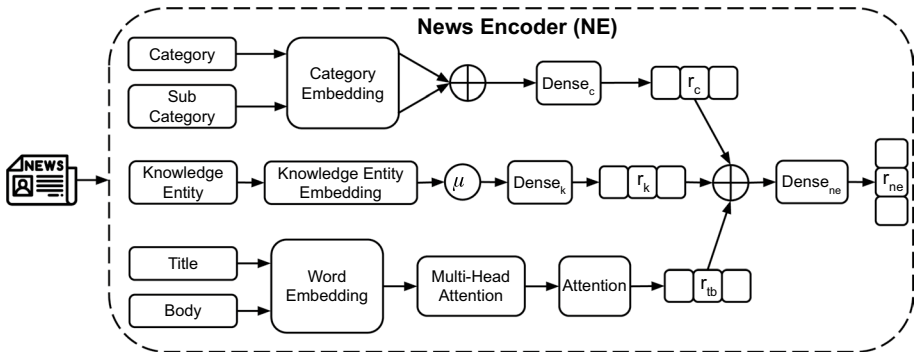 News Encoder (NE)
Category
Sub
Category
Category
Embedding
Dense_c
r_c
NEWS
Knowledge
Entity
Knowledge Entity
Embedding
μ
Dense_k
r_k
Dense_ne
r_ne
Title
Body
Word
Embedding
Multi-Head
Attention
Attention
r_tb